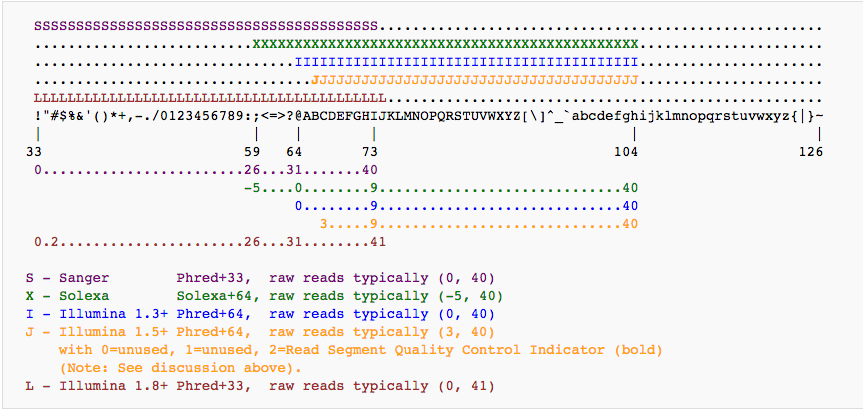 SSSSSSSSSSSSSSSSSSSSSSSSSSSSSSSSSSSSSSSSS.....................................................
..........................XXXXXXXXXXXXXXXXXXXXXXXXXXXXXXXXXXXXXXXXXXXXXX......................
...............................IIIIIIIIIIIIIIIIIIIIIIIIIIIIIIIIIIIIIIIII......................
.................................JJJJJJJJJJJJJJJJJJJJJJJJJJJJJJJJJJJJJJJ......................
LLLLLLLLLLLLLLLLLLLLLLLLLLLLLLLLLLLLLLLLLL....................................................
!"#$%&'()*+,-./0123456789:;<=>?@ABCDEFGHIJKLMNOPQRSTUVWXYZ[\]^_`abcdefghijklmnopqrstuvwxyz{|}~
| | | | | |
33 59 64 73 104 126
0........................26...31.......40
-5....0........9.............................40
0........9.............................40
3.....9.............................40
0.2......................26...31........41
S - Sanger Phred+33, raw reads typically (0, 40)
X - Solexa Solexa+64, raw reads typically (-5, 40)
I - Illumina 1.3+ Phred+64, raw reads typically (0, 40)
J - Illumina 1.5+ Phred+64, raw reads typically (3, 40)
with 0=unused, 1=unused, 2=Read Segment Quality Control Indicator (bold)
(Note: See discussion above).
L - Illumina 1.8+ Phred+33, raw reads typically (0, 41)